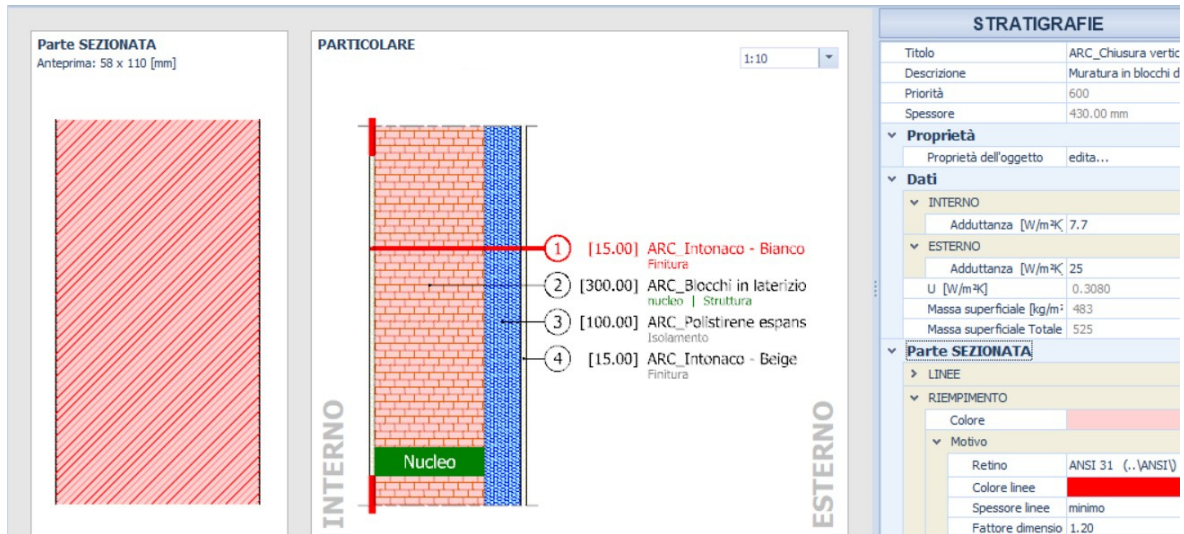 Parte SEZIONATA
Anteprima: 58 x 110 [mm]
PARTICOLARE
1:10
1 [15.00] ARC_Intonaco - Bianco
Finitura
2 [300.00] ARC_Blocchi in laterizio
nucleo | Struttura
3 [100.00] ARC_Polistirene espans
Isolamento
4 [15.00] ARC_Intonaco - Beige
Finitura
Nucleo
INTERNO
ESTERNO
STRATIGRAFIE
Titolo ARC_Chiusura vertic
Descrizione Muratura in blocchi d
Priorità 600
Spessore 430.00 mm
Proprietà
Proprietà dell'oggetto edita...
Dati
INTERNO
Adduttanza [W/m²K] 7.7
ESTERNO
Adduttanza [W/m²K] 25
U [W/m²K] 0.3080
Massa superficiale [kg/m² 483
Massa superficiale Totale 525
Parte SEZIONATA
LINEE
RIEMPIMENTO
Colore
Motivo
Retino ANSI 31 (..\ANSI\)
Colore linee
Spessore linee minimo
Fattore dimensio 1.20